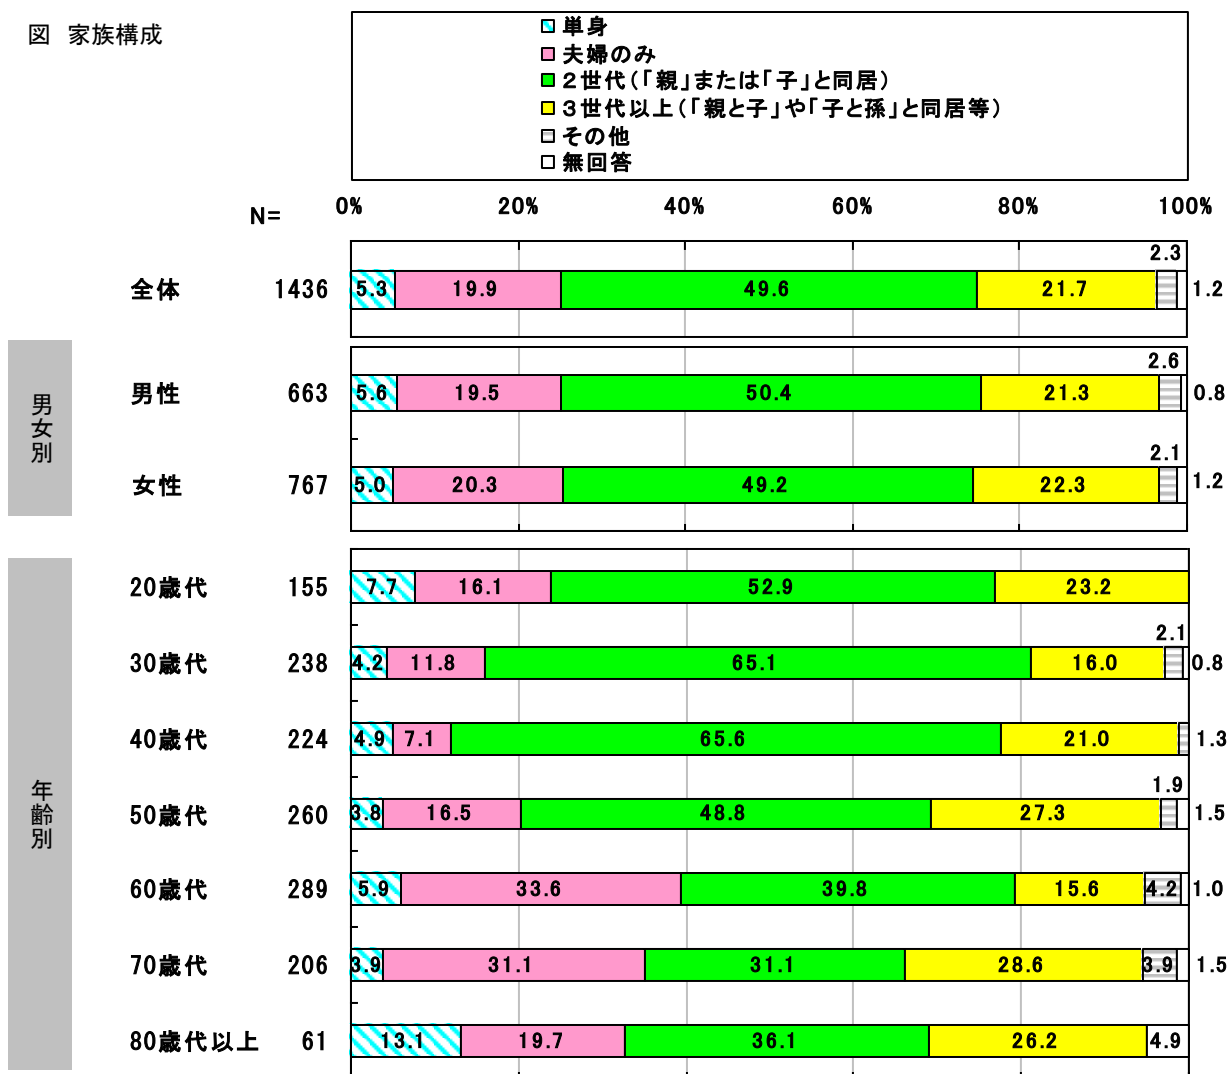 図 家族構成
単身
夫婦のみ
２世代（「親」または「子」と同居）
３世代以上（「親と子」や「子と孫」と同居等）
その他
無回答
N= 0% 20% 40% 60% 80% 100%
2.3
全体 1436 5.3 19.9 49.6 21.7 1.2
男女別
2.6
男性 663 5.6 19.5 50.4 21.3 0.8
2.1
女性 767 5.0 20.3 49.2 22.3 1.2
年齢別
20歳代 155 7.7 16.1 52.9 23.2
2.1
30歳代 238 4.2 11.8 65.1 16.0 0.8
40歳代 224 4.9 7.1 65.6 21.0 1.3
1.9
50歳代 260 3.8 16.5 48.8 27.3 1.5
60歳代 289 5.9 33.6 39.8 15.6 4.2 1.0
70歳代 206 3.9 31.1 31.1 28.6 3.9 1.5
80歳代以上 61 13.1 19.7 36.1 26.2 4.9